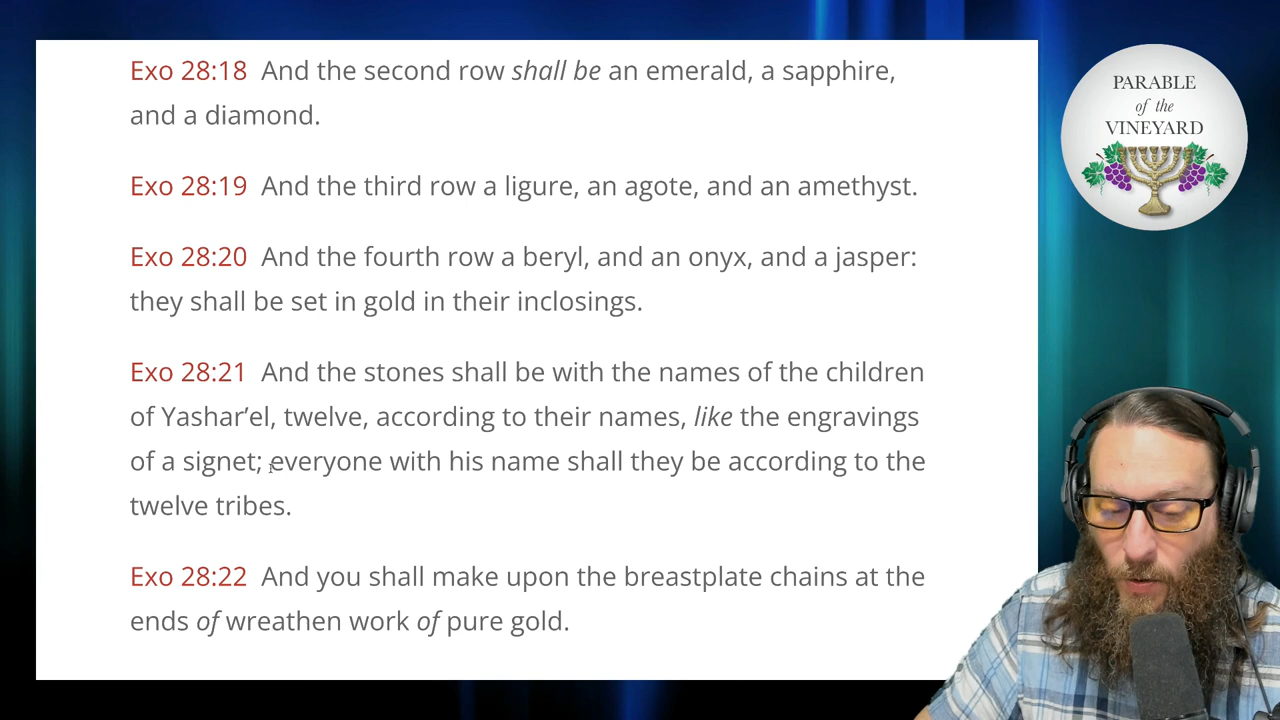 Exo 28:18 And the second row shall be an emerald, a sapphire,
and a diamond.
Exo 28:19 And the third row a ligure, an agote, and an amethyst.
Exo 28:20 And the fourth row a beryl, and an onyx, and a jasper:
they shall be set in gold in their inclosings.
Exo 28:21 And the stones shall be with the names of the children
of Yashar’el, twelve, according to their names, like the engravings
of a signet; everyone with his name shall they be according to the
twelve tribes.
Exo 28:22 And you shall make upon the breastplate chains at the
ends of wreathen work of pure gold.
PARABLE
of the
VINEYARD